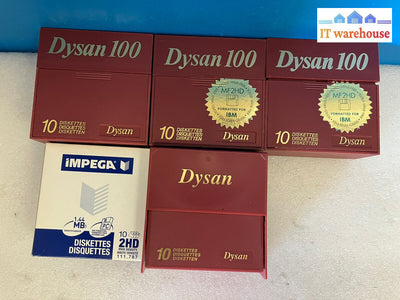 IT warehouse
Dysan 100
10 DISKETTES
DISQUETTES
DISKETTEN
Dysan
Dysan 100
MF2HD
FORMATTED FOR
IBM
10 DISKETTES
DISQUETTES
DISKETTEN
Dysan
Dysan 100
MF2HD
FORMATTED FOR
IBM
10 DISKETTES
DISQUETTES
DISKETTEN
Dysan
iMPEGA
1.44
MB
10
2HD
DISKETTES
DISQUETTES
111.787
Dysan
10 DISKETTES
DISQUETTES
DISKETTEN
Dysan